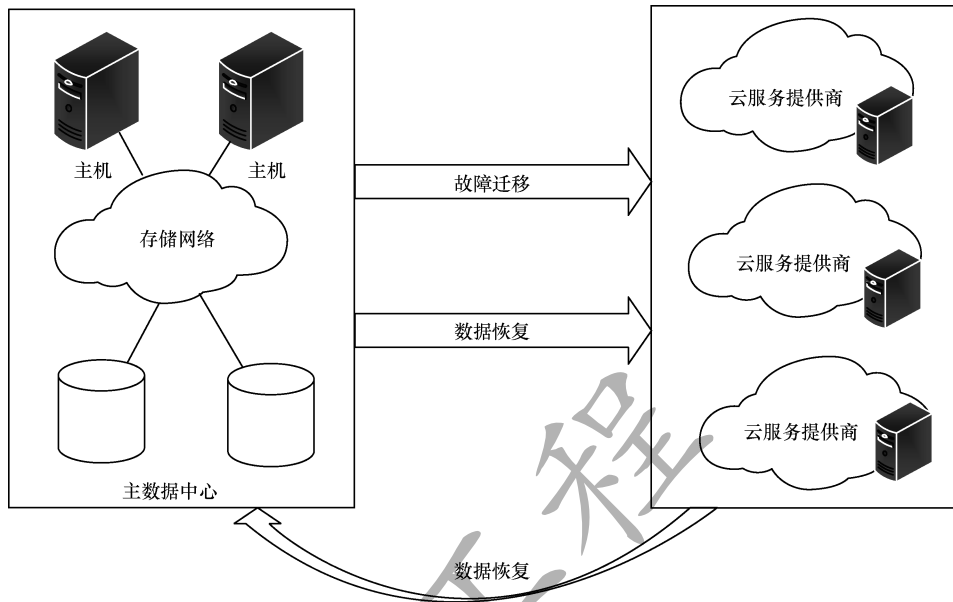 主机
主机
存储网络
主数据中心
故障迁移
数据恢复
数据恢复
云服务提供商
云服务提供商
云服务提供商
工程